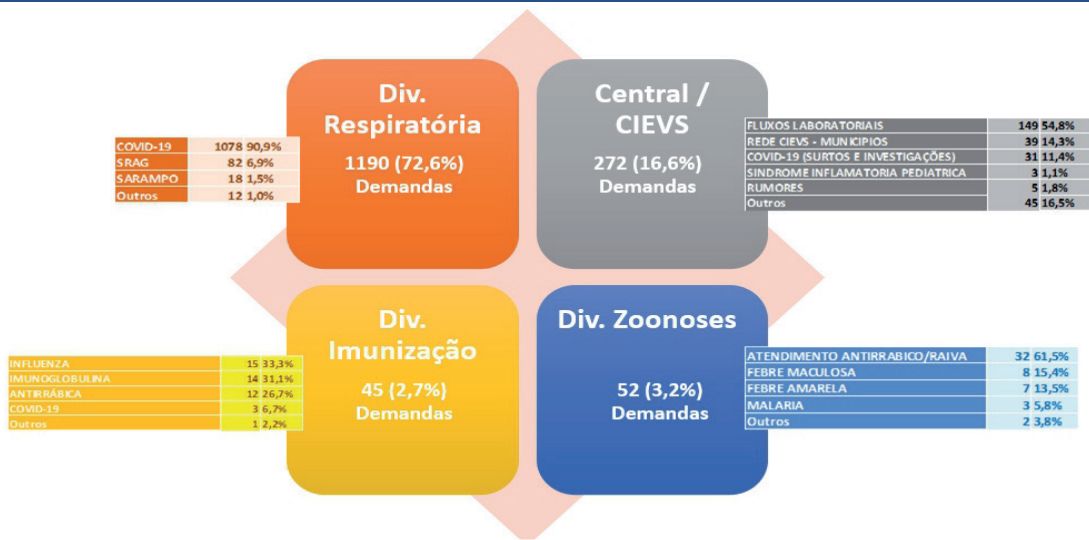 Div.
Respiratória
1190 (72,6%)
Demandas
COVID-19 1078 90,9%
SRAG 82 6,9%
SARAMPO 18 1,5%
Outros 12 1,0%
Central /
CIEVS
272 (16,6%)
Demandas
FLUXOS LABORATORIAIS 149 54,8%
REDE CIEVS - MUNICIPIOS 39 14,3%
COVID-19 (SURTOS E INVESTIGAÇÕES) 31 11,4%
SINDROME INFLAMATORIA PEDIATRICA 3 1,1%
RUMORES 5 1,8%
Outros 45 16,5%
Div.
Imunização
45 (2,7%)
Demandas
INFLUENZA 15 33,3%
IMUNOGLOBULINA 14 31,1%
ANTIRRÁBICA 12 26,7%
COVID-19 3 6,7%
Outros 1 2,2%
Div. Zoonoses
52 (3,2%)
Demandas
ATENDIMENTO ANTIRRABICO/RAIVA 32 61,5%
FEBRE MACULOSA 8 15,4%
FEBRE AMARELA 7 13,5%
MALARIA 3 5,8%
Outros 2 3,8%